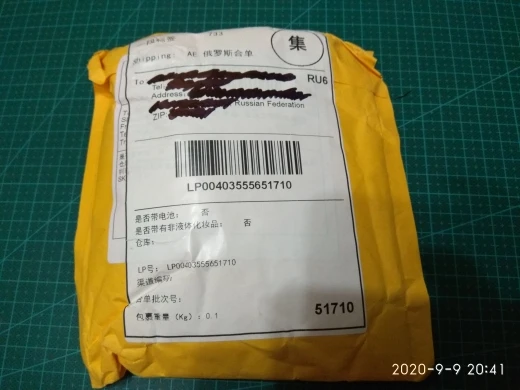 733
Shipping: AE 俄罗斯合单
集
To
RU6
Tel:
Address:
Russian Federation
ZIP:
LP00403555651710
是否带电池： 否
是否带有非液体化妆品： 否
仓库：
LP号: LP00403555651710
渠道编码:
合单批次号:
包裹重量（Kg）:0.1
51710
2020-9-9 20:41